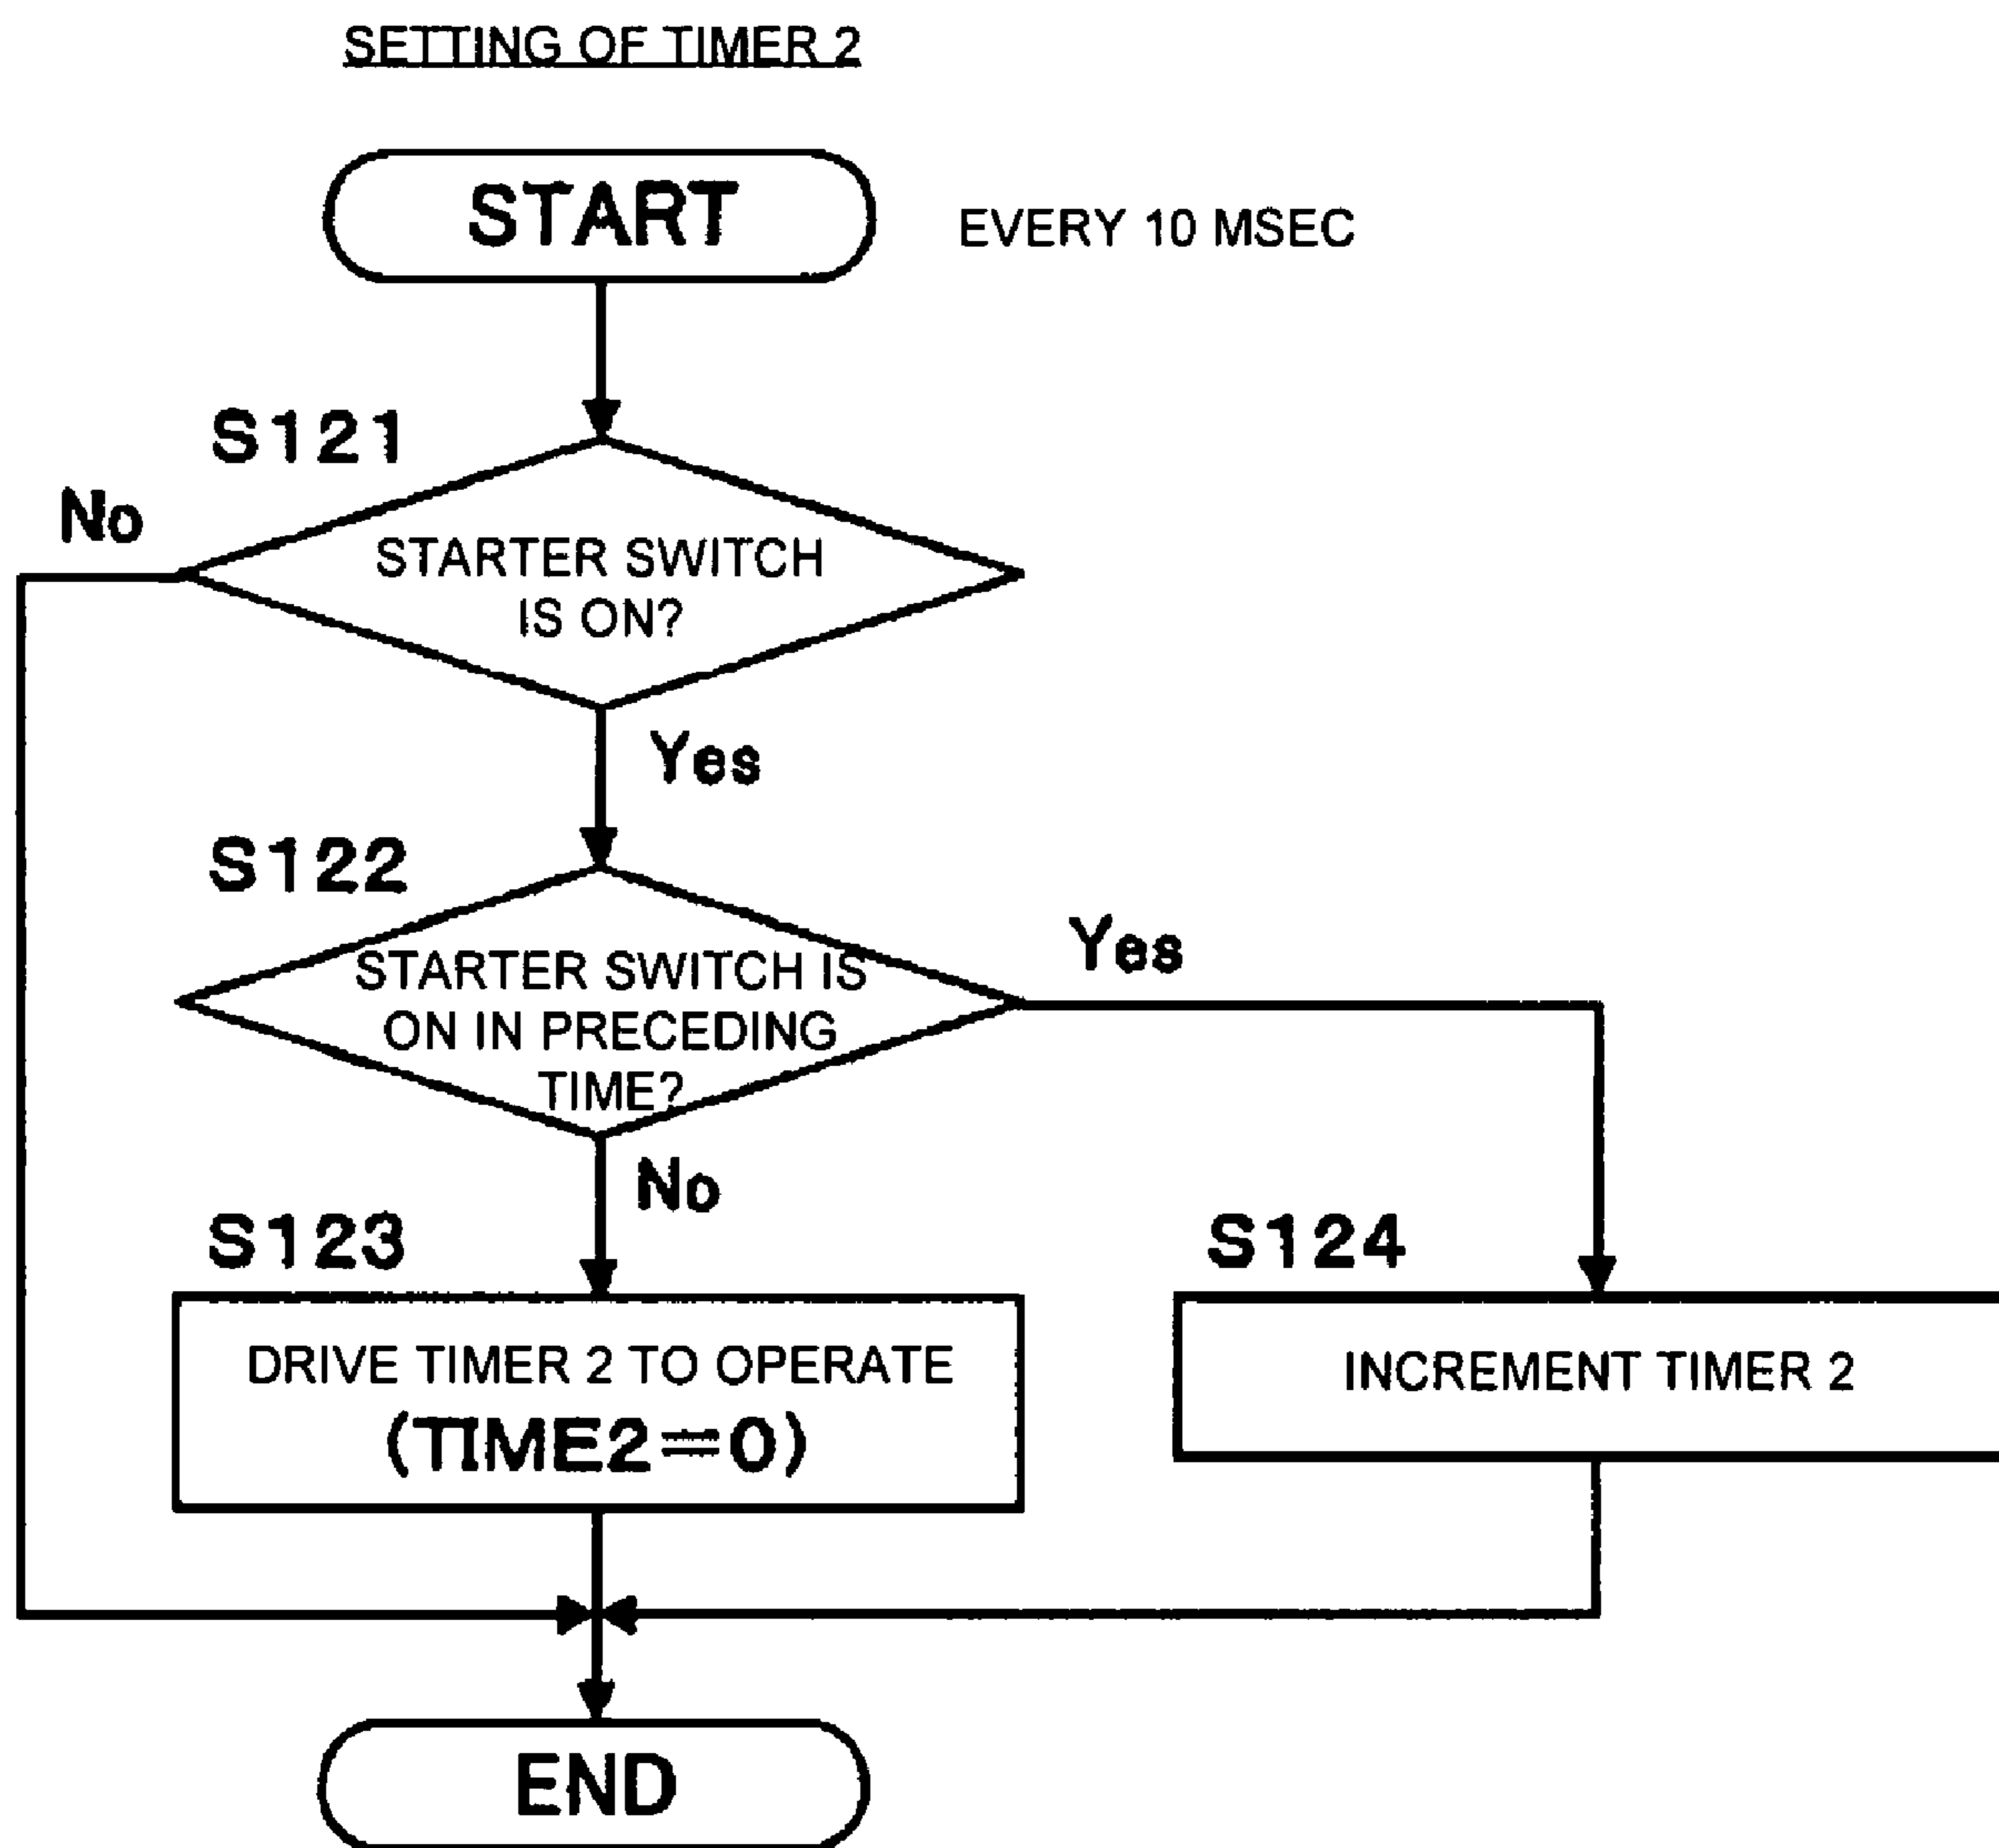 SETTING OF TIMER 2
START
EVERY 10 MSEC
S121
No
STARTER SWITCH
IS ON?
Yes
S122
STARTER SWITCH IS
ON IN PRECEDING
TIME?
Yes
No
S123
DRIVE TIMER 2 TO OPERATE
(TIME2=0)
S124
INCREMENT TIMER 2
END